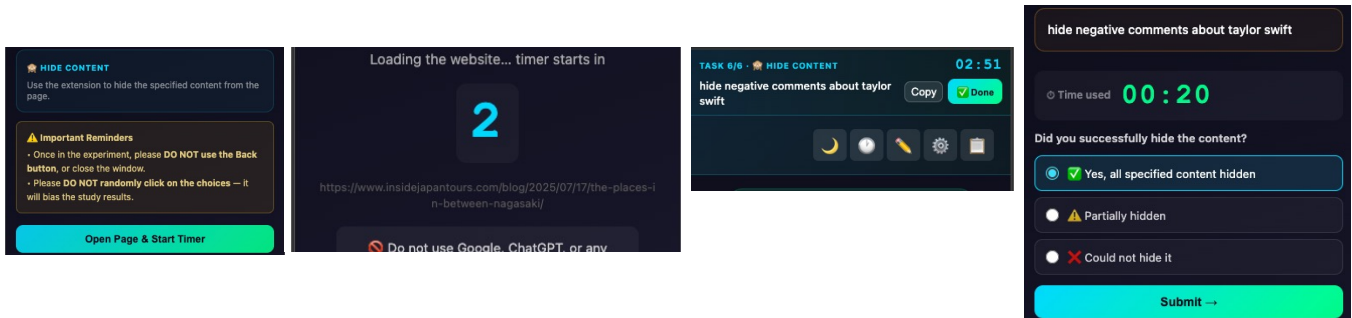 🙈 HIDE CONTENT
Use the extension to hide the specified content from the
page.
⚠️ Important Reminders
• Once in the experiment, please DO NOT use the Back
button, or close the window.
• Please DO NOT randomly click on the choices — it
will bias the study results.
Open Page & Start Timer
Loading the website... timer starts in
2
https://www.insidejapantours.com/blog/2025/07/17/the-places-i
n-between-nagasaki/
🚫 Do not use Google, ChatGPT, or any
TASK 6/6 · 🙈 HIDE CONTENT
02:51
hide negative comments about taylor
swift
Copy
✅ Done
hide negative comments about taylor swift
⏱ Time used 00:20
Did you successfully hide the content?
✅ Yes, all specified content hidden
⚠️ Partially hidden
❌ Could not hide it
Submit →